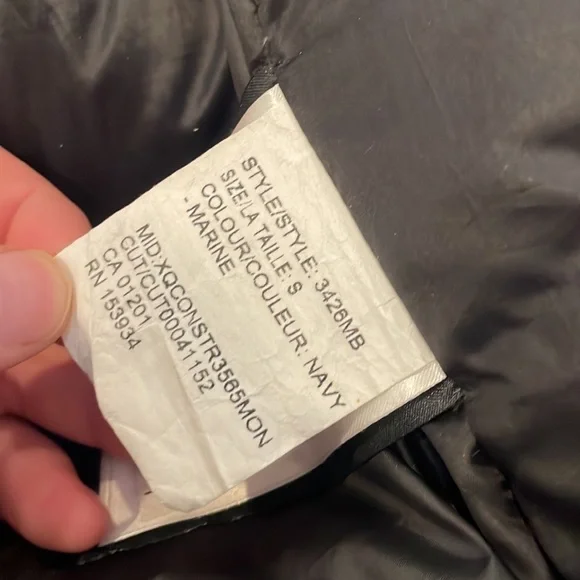 STYLE/STYLE: 3426MB
SIZE/LA TAILLE: S
COLOUR/COULEUR: NAVY
- MARINE
MID:XQCONSTR3565MON
CUT/CUT00041152
CA 01201
RN 153934